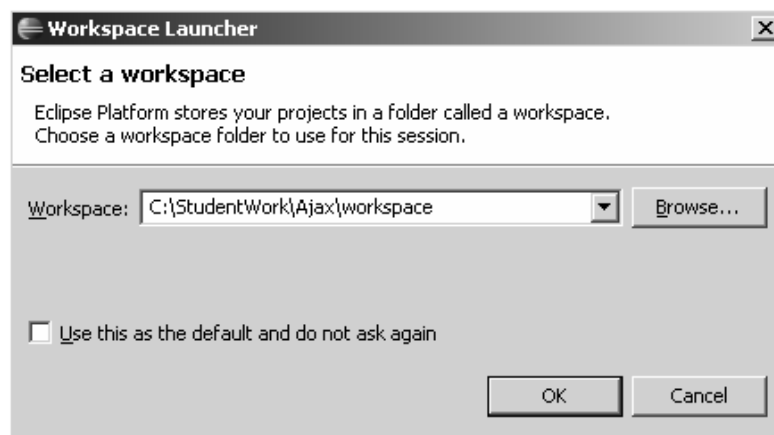 Workspace Launcher
Select a workspace
Eclipse Platform stores your projects in a folder called a workspace.
Choose a workspace folder to use for this session.
Workspace: C:\StudentWork\Ajax\workspace Browse...
Use this as the default and do not ask again
OK Cancel